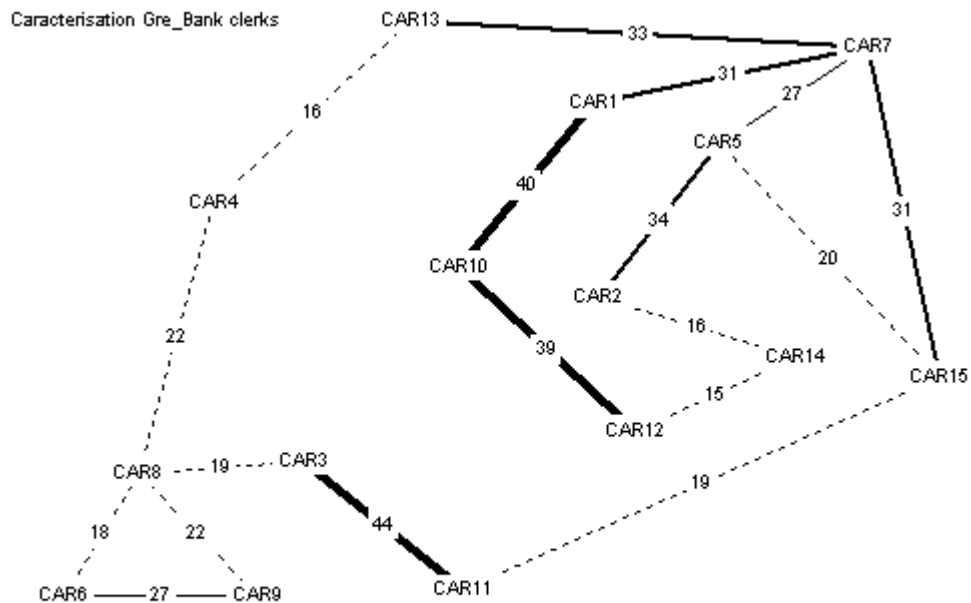 Caracterisation Gre_Bank clerks
CAR13
33
CAR7
31
27
CAR1
16
CAR5
40
34
CAR4
31
20
CAR10
CAR2
16
22
39
CAR14
CAR15
15
CAR12
CAR3
CAR8
19
19
44
18
22
CAR11
CAR6
27
CAR9